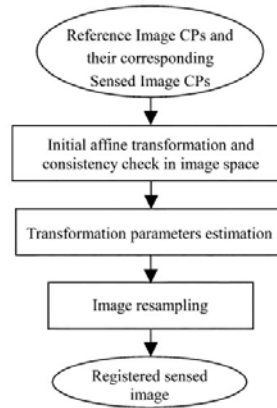 Reference Image CPs and
their corresponding
Sensed Image CPs
Initial affine transformation and
consistency check in image space
Transformation parameters estimation
Image resampling
Registered sensed
image